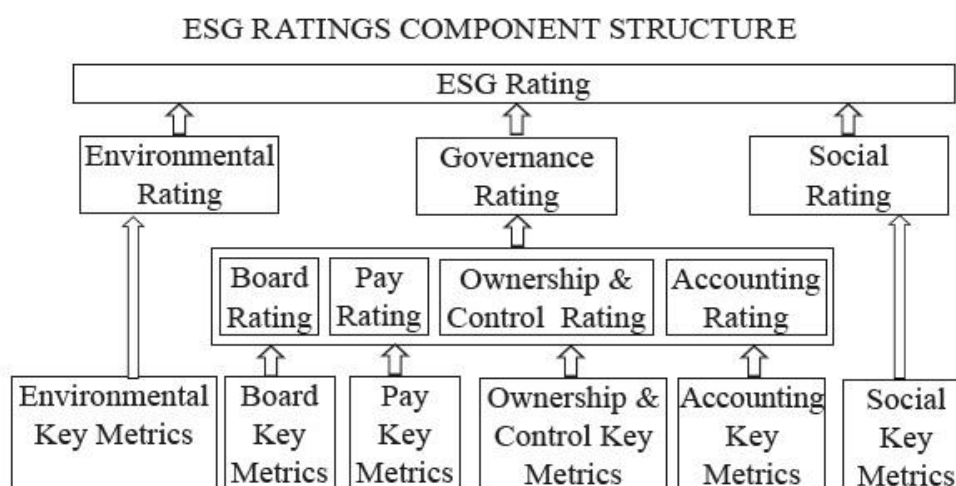 ESG RATINGS COMPONENT STRUCTURE
ESG Rating
Environmental
Rating
Governance
Rating
Social
Rating
Board
Rating
Pay
Rating
Ownership &
Control Rating
Accounting
Rating
Environmental
Key Metrics
Board
Key
Metrics
Pay
Key
Metrics
Ownership &
Control Key
Metrics
Accounting
Key
Metrics
Social
Key
Metrics